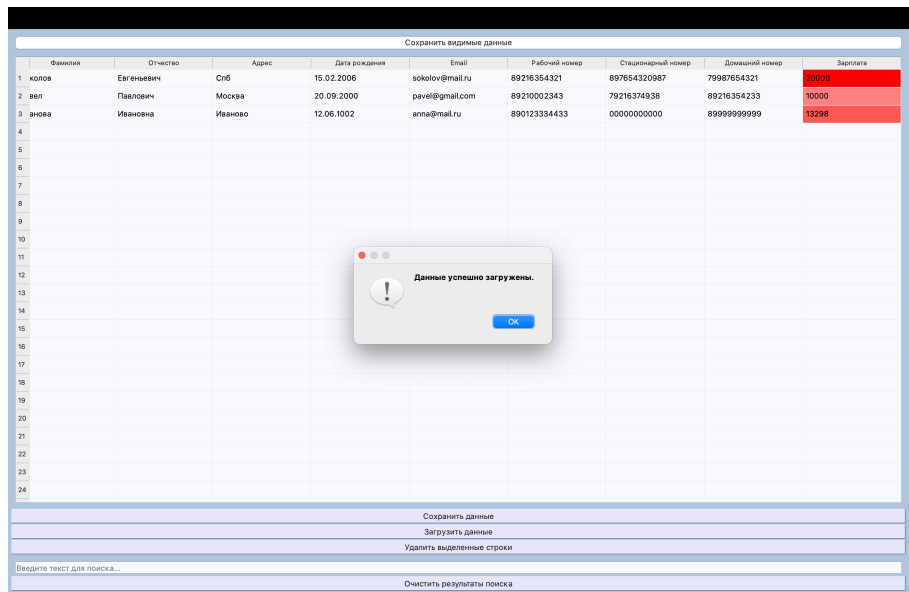 Сохранить видимые данные
Фамилия Отчество Адрес Дата рождения Email Рабочий номер Стационарный номер Домашний номер Зарплата
1 колов Евгеньевич Спб 15.02.2006 sokolov@mail.ru 89216354321 897654320987 79987654321 20000
2 вел Павлович Москва 20.09.2000 pavel@gmail.com 89210002343 79216374938 89216354233 10000
3 анова Ивановна Иваново 12.06.1002 anna@mail.ru 890123334433 00000000000 89999999999 13298
4
5
6
7
8
9
10
11
12
13
14
15
16
17
18
19
20
21
22
23
24
Данные успешно загружены.
OK
Сохранить данные
Загрузить данные
Удалить выделенные строки
Введите текст для поиска...
Очистить результаты поиска